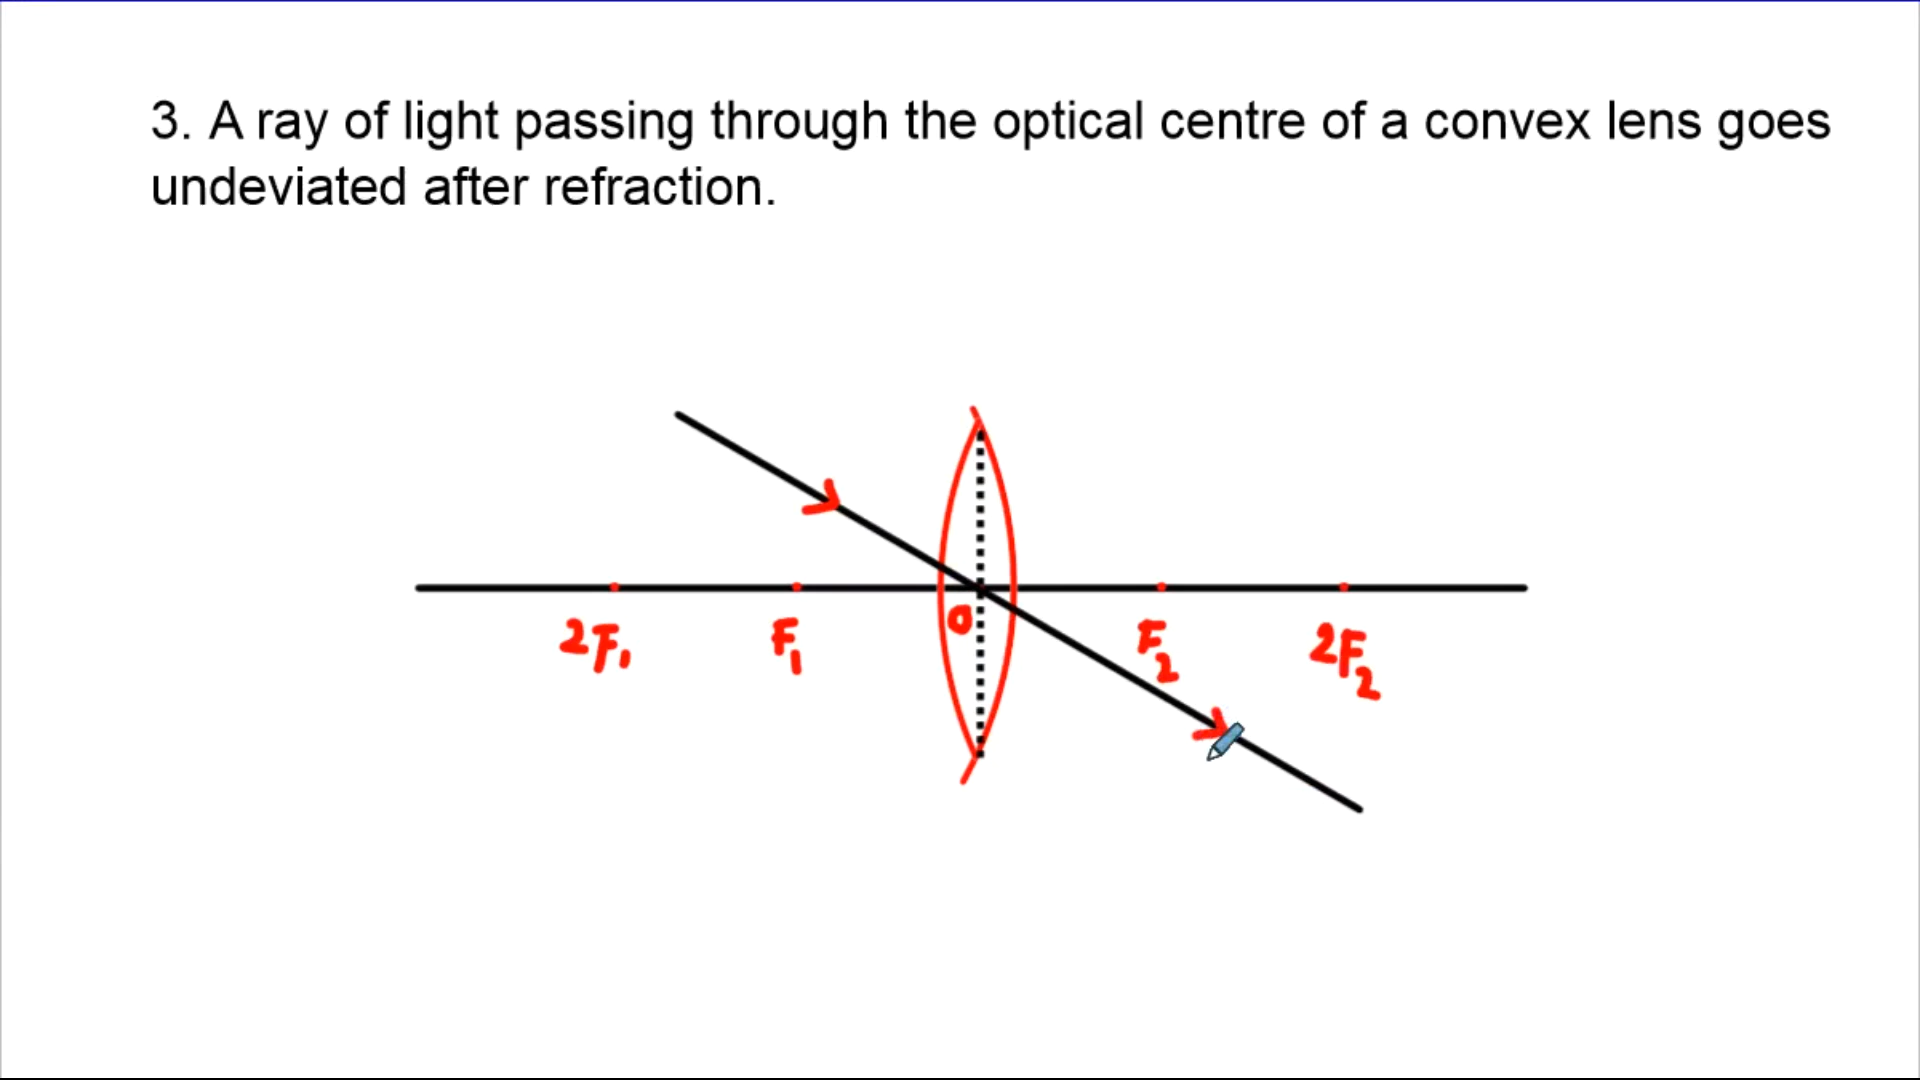 3. A ray of light passing through the optical centre of a convex lens goes
undeviated after refraction.
2F₁ F₁ O F₂ 2F₂